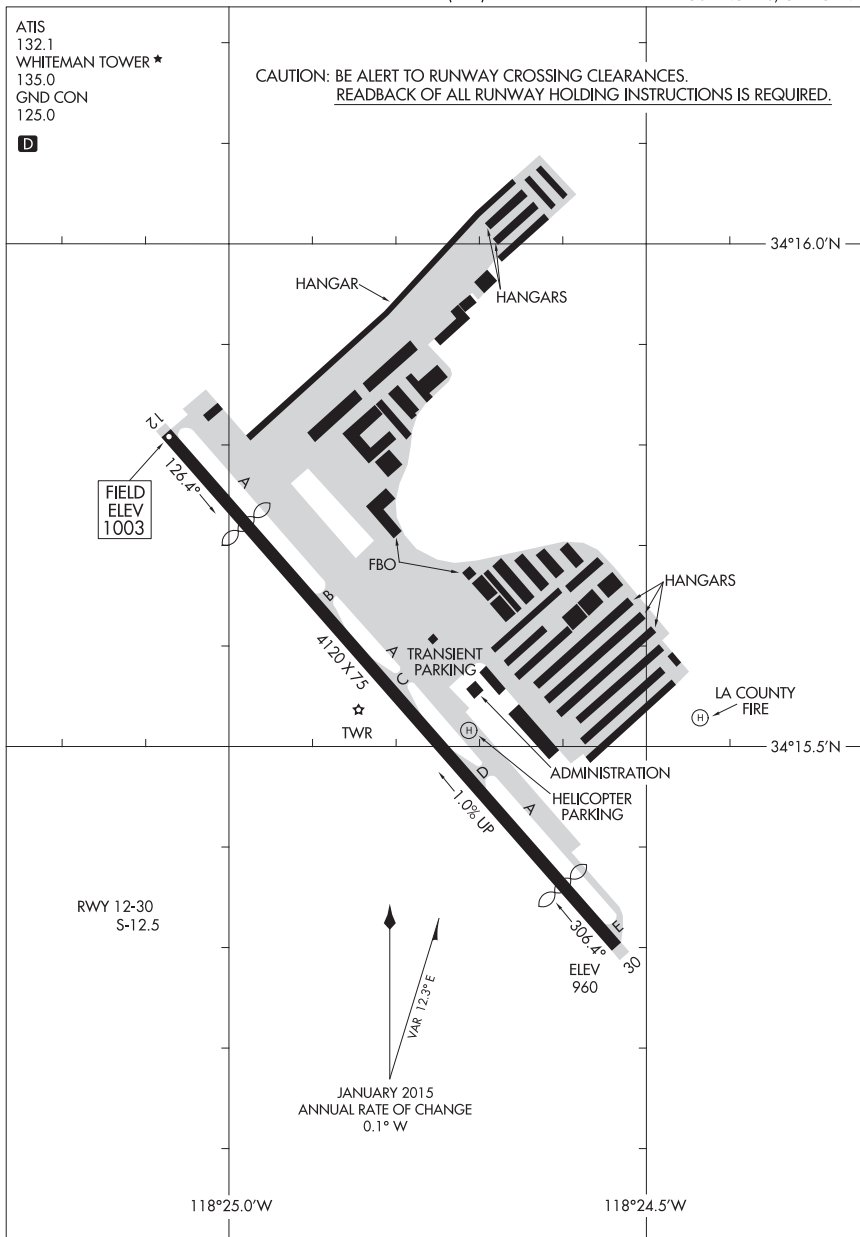 ATIS
132.1
WHITEMAN TOWER
135.0
GND CON
125.0
D
CAUTION: BE ALERT TO RUNWAY CROSSING CLEARANCES.
READBACK OF ALL RUNWAY HOLDING INSTRUCTIONS IS REQUIRED.
34°16.0'N
HANGAR
HANGARS
12
126.4°
A
FIELD
ELEV
1003
FBO
HANGARS
B
4120 X 75
A
TRANSIENT
PARKING
C
LA COUNTY
FIRE
H
TWR
H
34°15.5'N
D
ADMINISTRATION
HELICOPTER
PARKING
1.0% UP
A
RWY 12-30
S-12.5
306.4°
E
30
ELEV
960
VAR 12.3° E
JANUARY 2015
ANNUAL RATE OF CHANGE
0.1° W
118°25.0'W
118°24.5'W